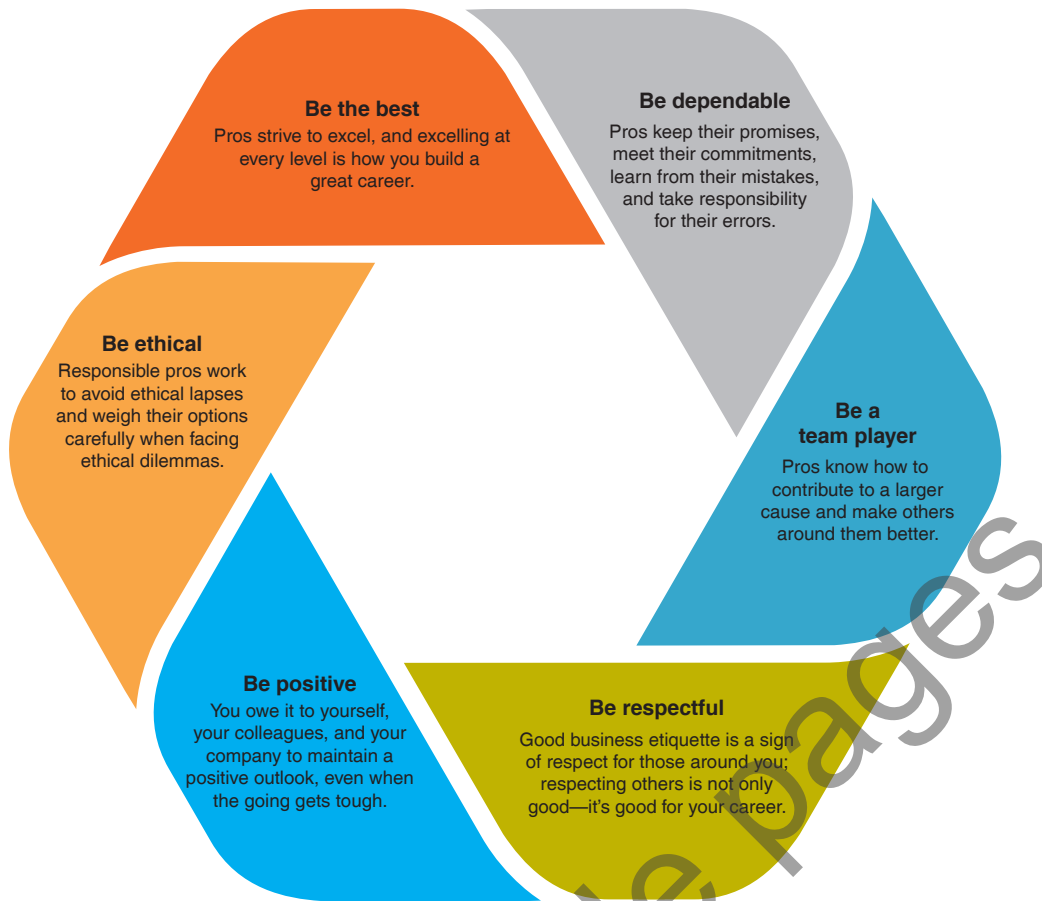 Be the best
Pros strive to excel, and excelling at
every level is how you build a
great career.
Be dependable
Pros keep their promises,
meet their commitments,
learn from their mistakes,
and take responsibility
for their errors.
Be a
team player
Pros know how to
contribute to a larger
cause and make others
around them better.
Be respectful
Good business etiquette is a sign
of respect for those around you;
respecting others is not only
good—it's good for your career.
Be positive
You owe it to yourself,
your colleagues, and your
company to maintain a
positive outlook, even when
the going gets tough.
Be ethical
Responsible pros work
to avoid ethical lapses
and weigh their options
carefully when facing
ethical dilemmas.
pages